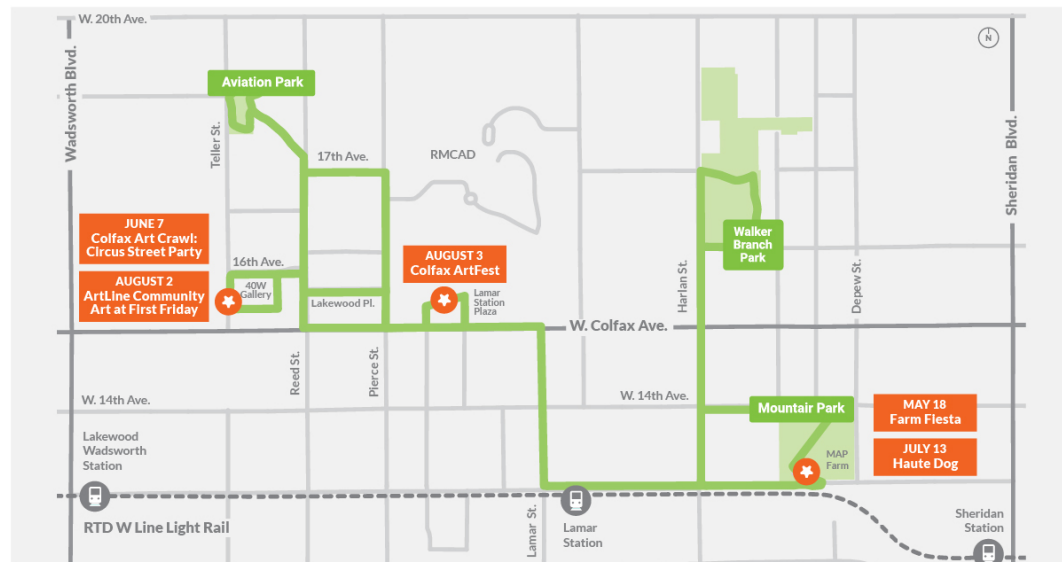 W. 20th Ave.
N
Wadsworth Blvd.
Aviation Park
Teller St.
17th Ave.
RMCAD
Sheridan Blvd.
JUNE 7
Colfax Art Crawl:
Circus Street Party
AUGUST 2
ArtLine Community
Art at First Friday
16th Ave.
40W
Gallery
Lakewood Pl.
AUGUST 3
Colfax ArtFest
Lamar
Station
Plaza
Walker
Branch
Park
Harlan St.
Depew St.
W. Colfax Ave.
Reed St.
Pierce St.
W. 14th Ave.
W. 14th Ave.
Mountair Park
MAY 18
Farm Fiesta
JULY 13
Haute Dog
MAP
Farm
Lakewood
Wadsworth
Station
RTD W Line Light Rail
Lamar St.
Lamar
Station
Sheridan
Station